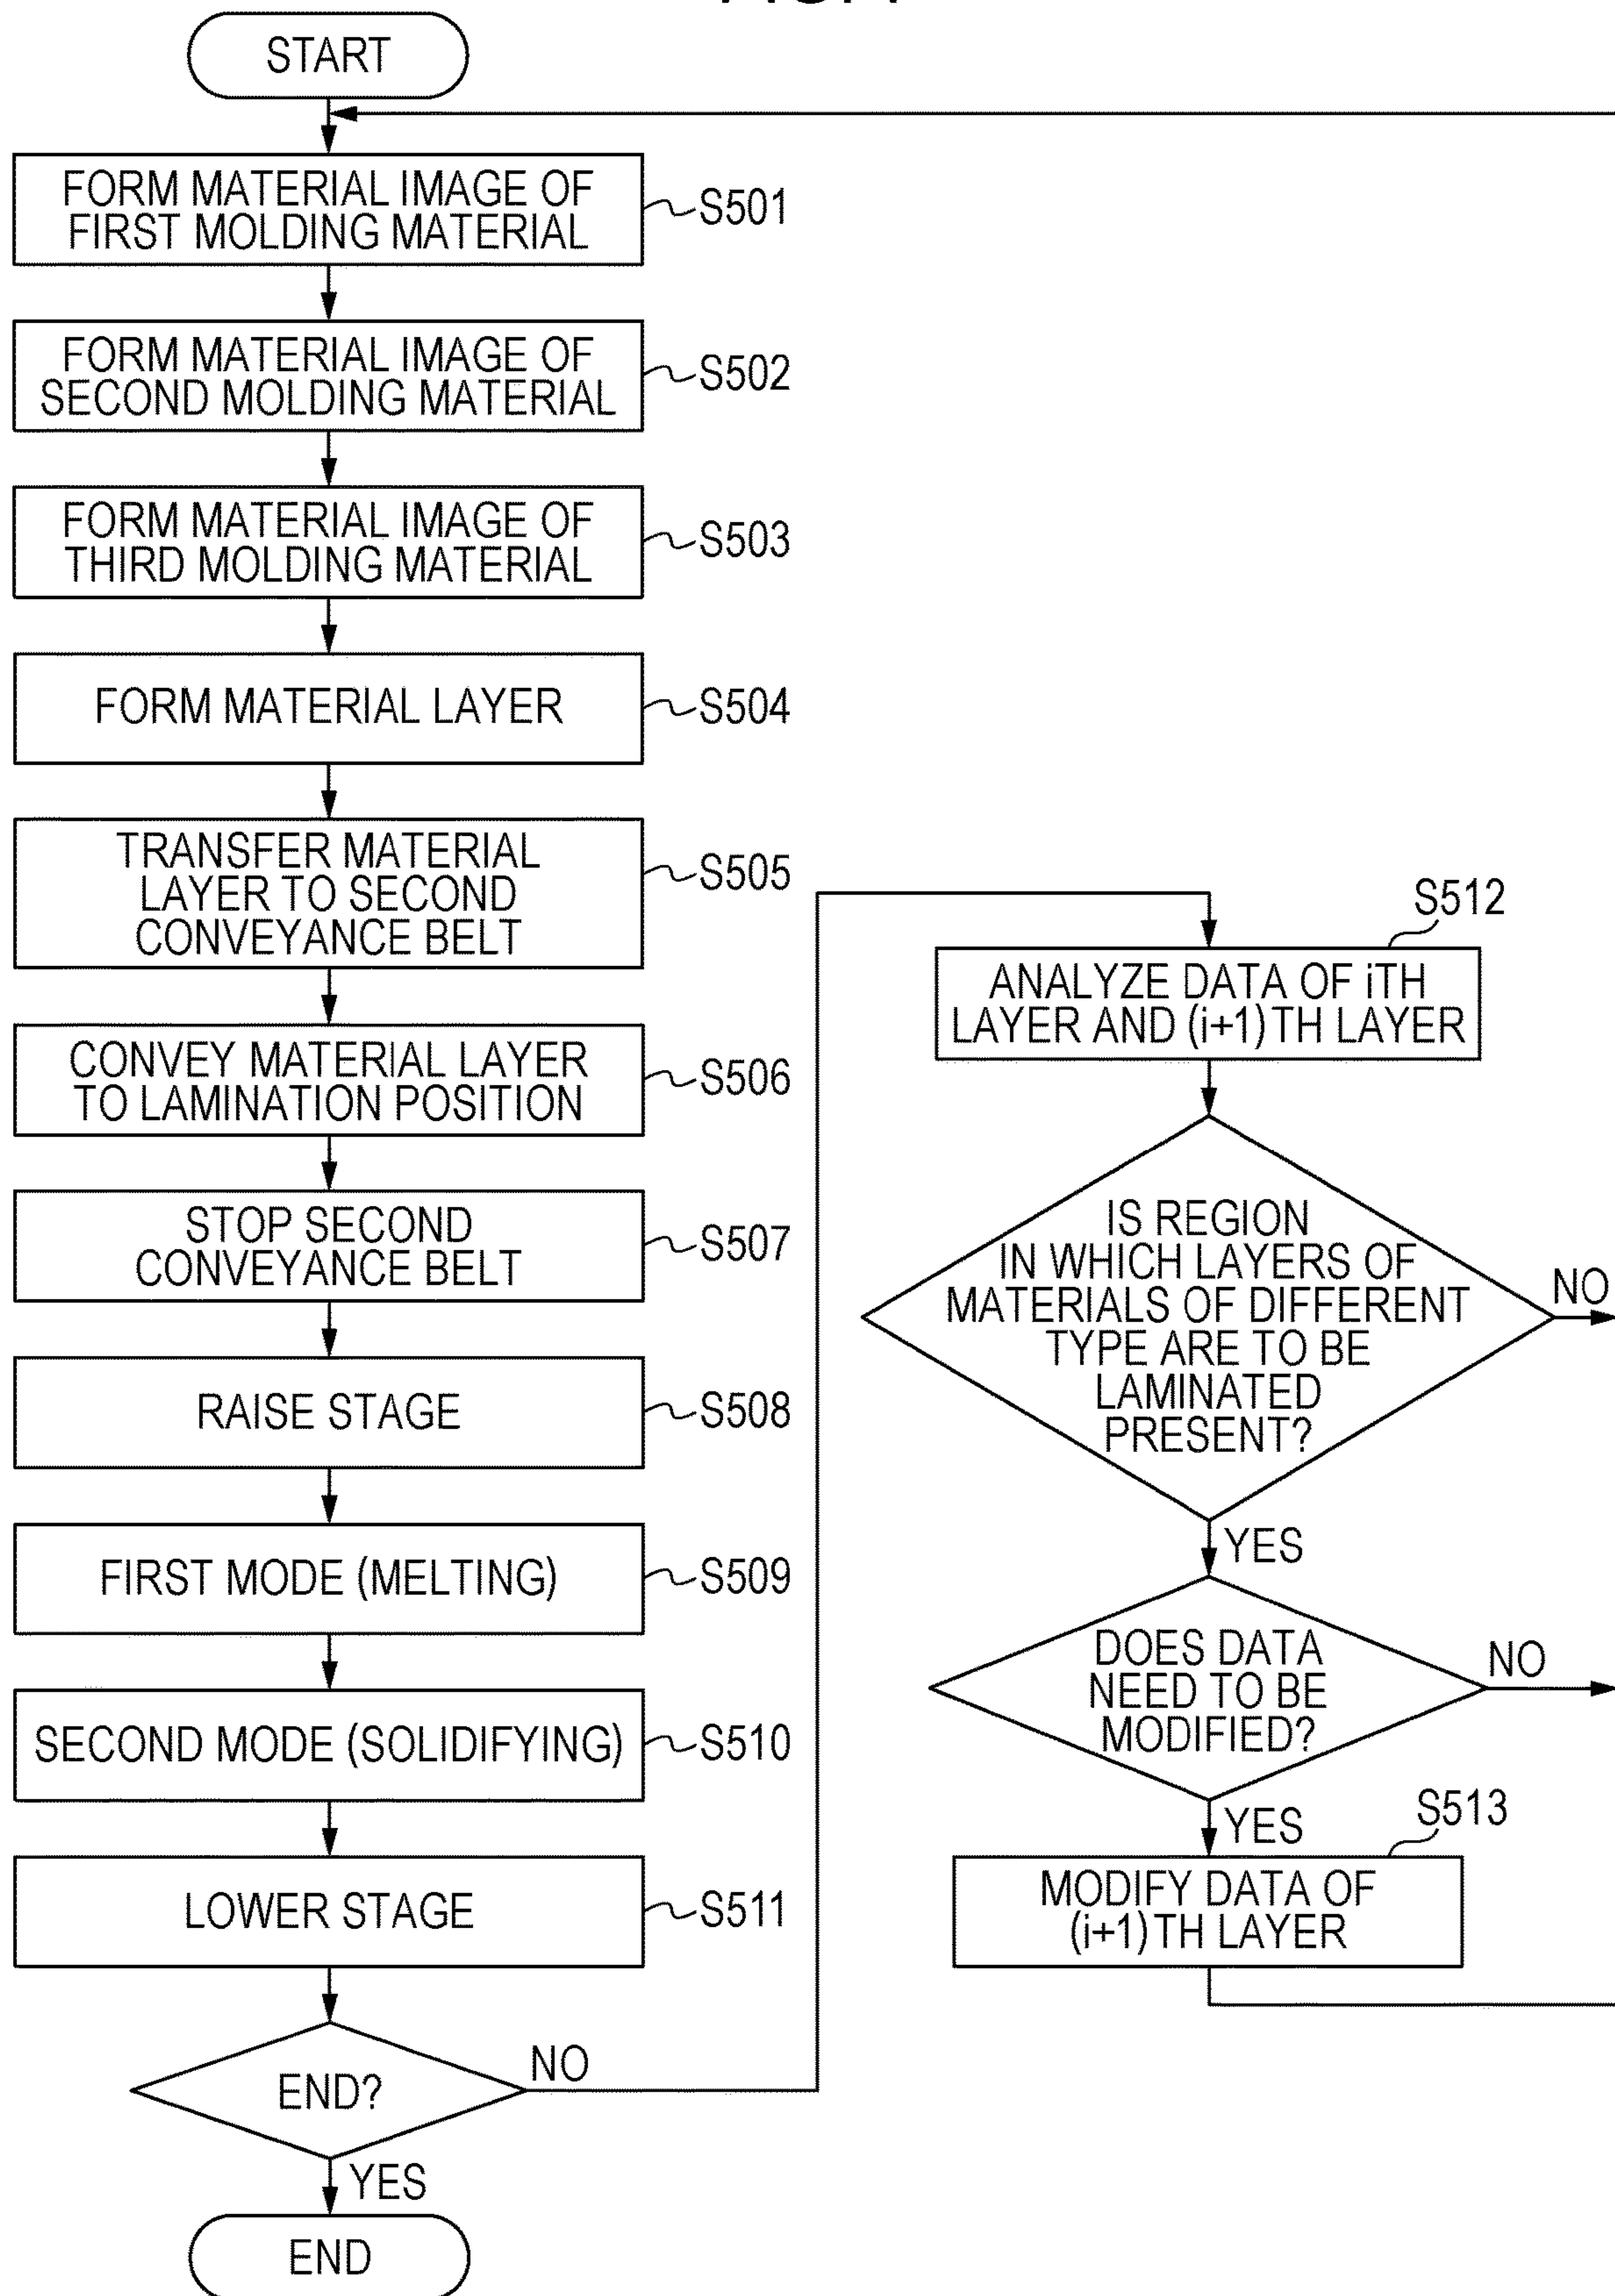 START
FORM MATERIAL IMAGE OF
FIRST MOLDING MATERIAL
S501
FORM MATERIAL IMAGE OF
SECOND MOLDING MATERIAL
S502
FORM MATERIAL IMAGE OF
THIRD MOLDING MATERIAL
S503
FORM MATERIAL LAYER
S504
TRANSFER MATERIAL
LAYER TO SECOND
CONVEYANCE BELT
S505
CONVEY MATERIAL LAYER
TO LAMINATION POSITION
S506
STOP SECOND
CONVEYANCE BELT
S507
RAISE STAGE
S508
FIRST MODE (MELTING)
S509
SECOND MODE (SOLIDIFYING)
S510
LOWER STAGE
S511
END?
NO
YES
END
S512
ANALYZE DATA OF iTH
LAYER AND (i+1)TH LAYER
IS REGION
IN WHICH LAYERS OF
MATERIALS OF DIFFERENT
TYPE ARE TO BE
LAMINATED
PRESENT?
NO
YES
DOES DATA
NEED TO BE
MODIFIED?
NO
YES
S513
MODIFY DATA OF
(i+1)TH LAYER